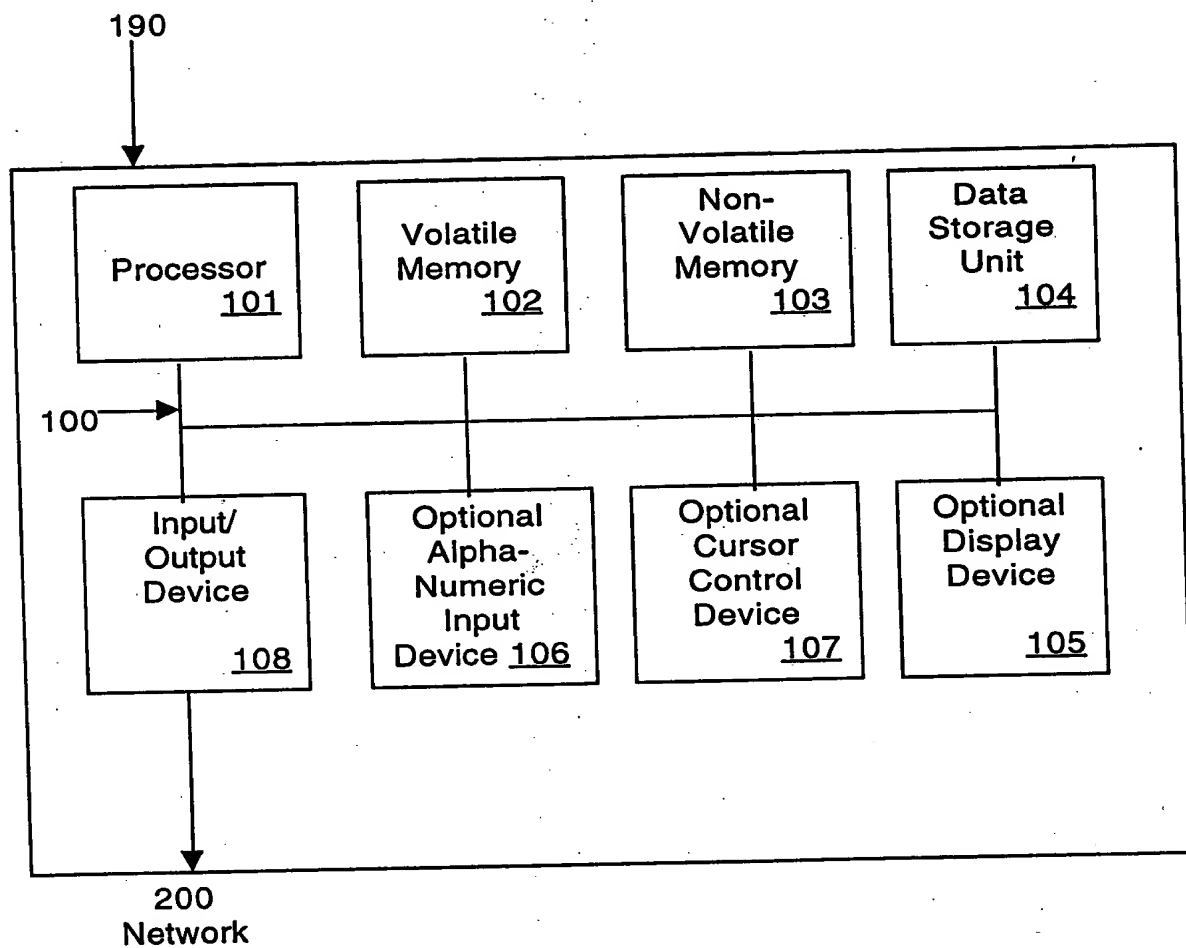 190
Processor
101
Volatile
Memory
102
Non-
Volatile
Memory
103
Data
Storage
Unit
104
100
Input/
Output
Device
108
Optional
Alpha-
Numeric
Input
Device 106
Optional
Cursor
Control
Device
107
Optional
Display
Device
105
200
Network